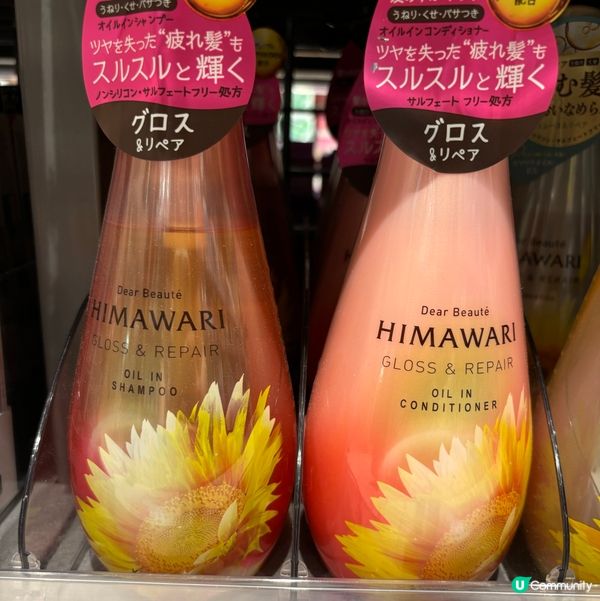 うねり・くせ・パサつき
オイルインシャンプー
ツヤを失った“疲れ髪”も
スルスルと輝く
ノンシリコン・サルフェートフリー処方
グロス
&リペア
Dear Beauté
HIMAWARI
GLOSS & REPAIR
OIL IN
SHAMPOO
配合
うねり・くせ・パサつき
オイルインコンディショナー
ツヤを失った“疲れ髪”も
スルスルと輝く
サルフェートフリー処方
グロス
&リペア
Dear Beauté
HIMAWARI
GLOSS & REPAIR
OIL IN
CONDITIONER
む髪
U Community